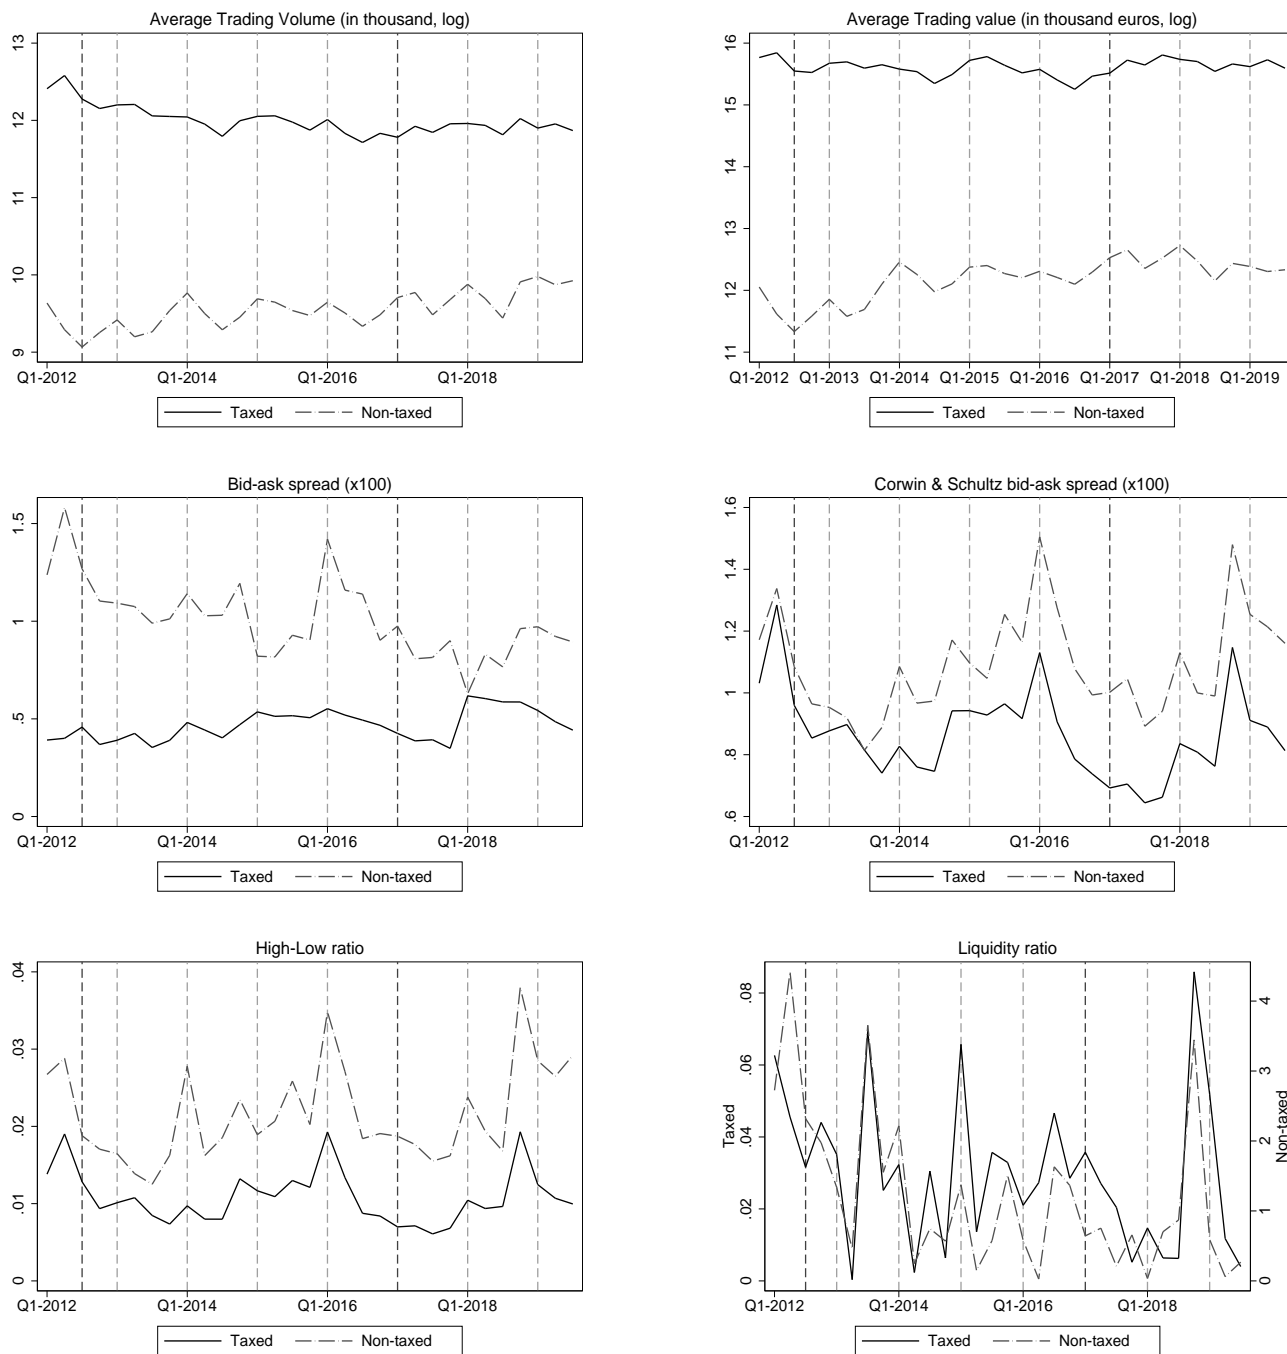 Average Trading Volume (in thousand, log)
13
12
11
10
9
Q1-2012 Q1-2014 Q1-2016 Q1-2018
Taxed Non-taxed
Average Trading value (in thousand euros, log)
16
15
14
13
12
11
Q1-2012 Q1-2013 Q1-2014 Q1-2015 Q1-2016 Q1-2017 Q1-2018 Q1-2019
Taxed Non-taxed
Bid-ask spread (x100)
1.5
1
.5
0
Q1-2012 Q1-2014 Q1-2016 Q1-2018
Taxed Non-taxed
Corwin & Schultz bid-ask spread (x100)
1.6
1.4
1.2
1
.8
.6
Q1-2012 Q1-2014 Q1-2016 Q1-2018
Taxed Non-taxed
High-Low ratio
.04
.03
.02
.01
0
Q1-2012 Q1-2014 Q1-2016 Q1-2018
Taxed Non-taxed
Liquidity ratio
Taxed
.08
.06
.04
.02
0
4
3
2
1
0
Non-taxed
Q1-2012 Q1-2014 Q1-2016 Q1-2018
Taxed Non-taxed